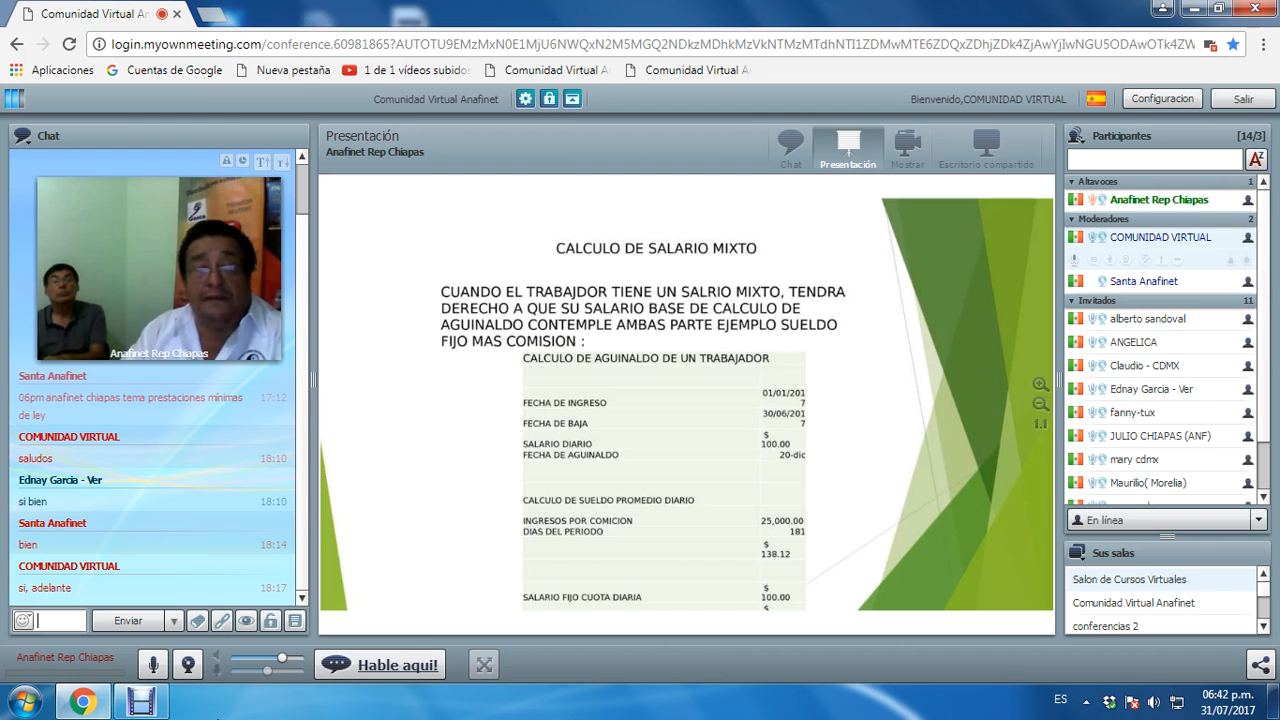 Comunidad Virtual An
login.myownmeeting.com/conference.60981865?
Aplicaciones
Cuentas de Google
Nueva pestaña
1 de 1 vídeos subido
Comunidad Virtual A
Comunidad Virtual A
Comunidad Virtual Anafinet
Bienvenido,COMUNIDAD VIRTUAL
Configuracion
Salir
Chat
Anafinet Rep Chiapas
Santa Anafinet
06pm anafinet chiapas tema prestaciones mínimas 17:12
de ley
COMUNIDAD VIRTUAL
saludos 18:10
Ednay Garcia - Ver
si bien 18:10
Santa Anafinet
bien 18:14
COMUNIDAD VIRTUAL
si, adelante 18:17
Enviar
Presentación
Anafinet Rep Chiapas
Chat
Presentación
Mostrar
Escritorio compartido
CALCULO DE SALARIO MIXTO
CUANDO EL TRABAJDOR TIENE UN SALRIO MIXTO, TENDRA
DERECHO A QUE SU SALARIO BASE DE CALCULO DE
AGUINALDO CONTEMPLE AMBAS PARTE EJEMPLO SUELDO
FIJO MAS COMISION :
CALCULO DE AGUINALDO DE UN TRABAJADOR
01/01/201
FECHA DE INGRESO 7
30/06/201
FECHA DE BAJA 7
$
SALARIO DIARIO 100.00
FECHA DE AGUINALDO 20-dic
CALCULO DE SUELDO PROMEDIO DIARIO
INGRESOS POR COMICION 25,000.00
DIAS DEL PERIODO 181
$
138.12
$
SALARIO FIJO CUOTA DIARIA 100.00
$
1:1
Participantes [14/3]
Altavoces 1
Anafinet Rep Chiapas
Moderadores 2
COMUNIDAD VIRTUAL
Santa Anafinet
Invitados 11
alberto sandoval
ANGELICA
Claudio - CDMX
Ednay Garcia - Ver
fanny-tux
JULIO CHIAPAS (ANF)
mary cdmx
Maurilio( Morelia)
En línea
Sus salas
Salon de Cursos Virtuales
Comunidad Virtual Anafinet
conferencias 2
Anafinet Rep Chiapas
Hable aqui!
ES
06:42 p.m.
31/07/2017